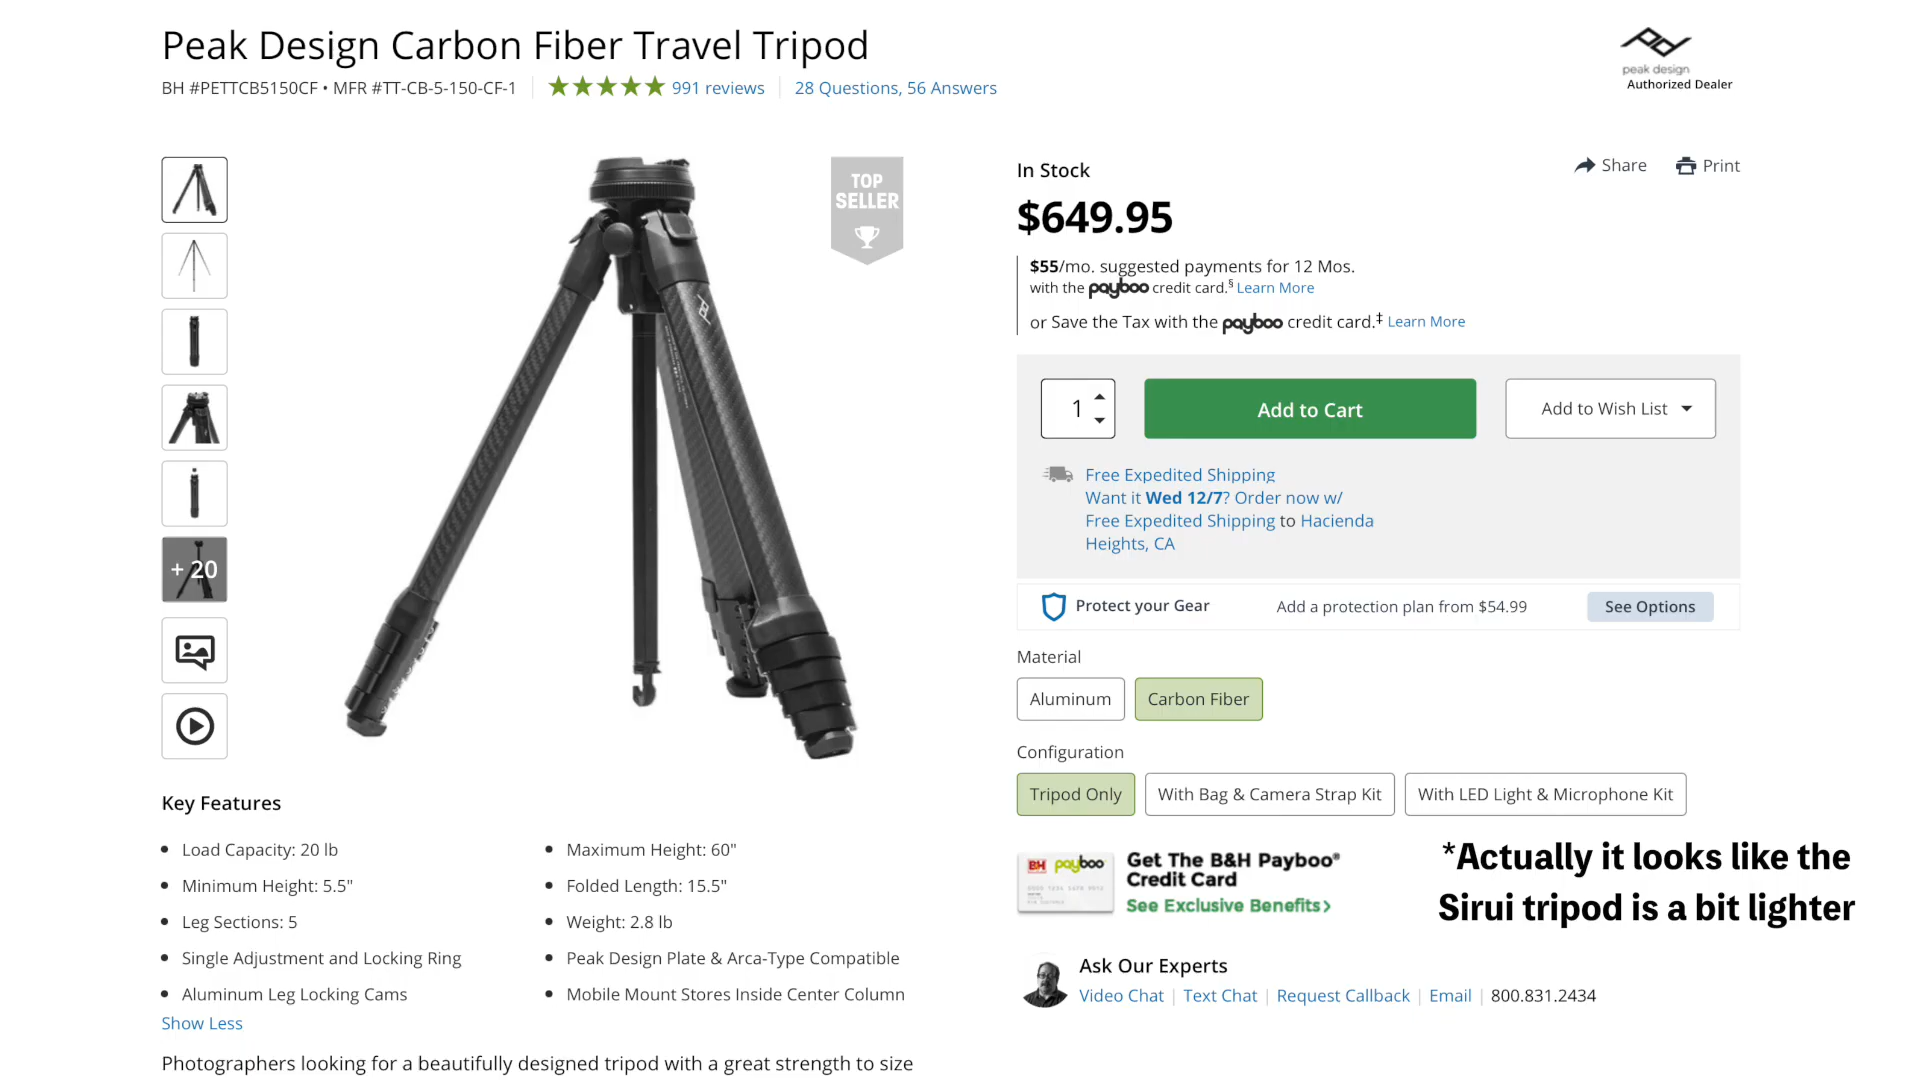 Peak Design Carbon Fiber Travel Tripod
BH #PETTCB5150CF • MFR #TT-CB-5-150-CF-1
991 reviews
28 Questions, 56 Answers
peak design
Authorized Dealer
TOP
SELLER
+ 20
In Stock
Share
Print
$649.95
$55/mo. suggested payments for 12 Mos.
with the payboo credit card.§ Learn More
or Save the Tax with the payboo credit card.‡ Learn More
1
Add to Cart
Add to Wish List
Free Expedited Shipping
Want it Wed 12/7? Order now w/
Free Expedited Shipping to Hacienda
Heights, CA
Protect your Gear
Add a protection plan from $54.99
See Options
Material
Aluminum
Carbon Fiber
Configuration
Tripod Only
With Bag & Camera Strap Kit
With LED Light & Microphone Kit
BH payboo
Get The B&H Payboo®
Credit Card
See Exclusive Benefits
*Actually it looks like the
Sirui tripod is a bit lighter
Ask Our Experts
Video Chat | Text Chat | Request Callback | Email | 800.831.2434
Key Features
• Load Capacity: 20 lb
• Minimum Height: 5.5"
• Leg Sections: 5
• Single Adjustment and Locking Ring
• Aluminum Leg Locking Cams
• Maximum Height: 60"
• Folded Length: 15.5"
• Weight: 2.8 lb
• Peak Design Plate & Arca-Type Compatible
• Mobile Mount Stores Inside Center Column
Show Less
Photographers looking for a beautifully designed tripod with a great strength to size